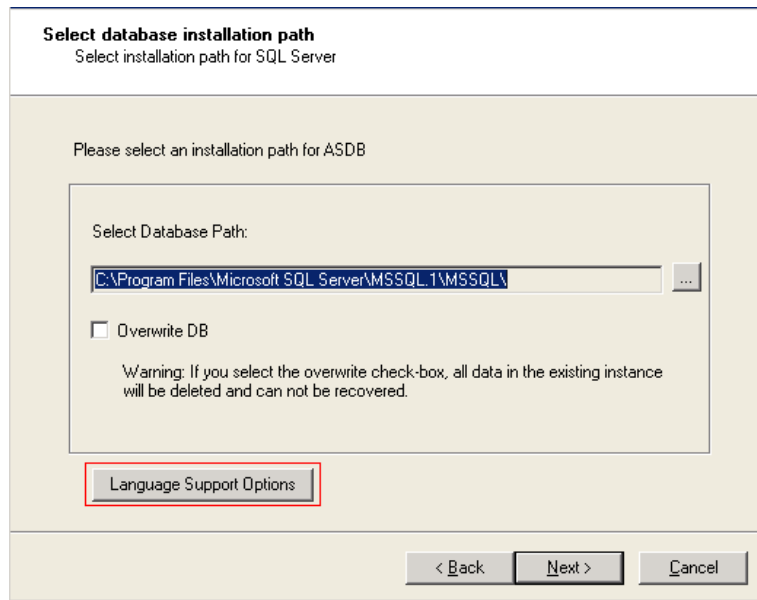 Select database installation path
Select installation path for SQL Server
Please select an installation path for ASDB
Select Database Path:
C:\Program Files\Microsoft SQL Server\MSSQL.1\MSSQL\
...
Overwrite DB
Warning: If you select the overwrite check-box, all data in the existing instance
will be deleted and can not be recovered.
Language Support Options
< Back Next > Cancel